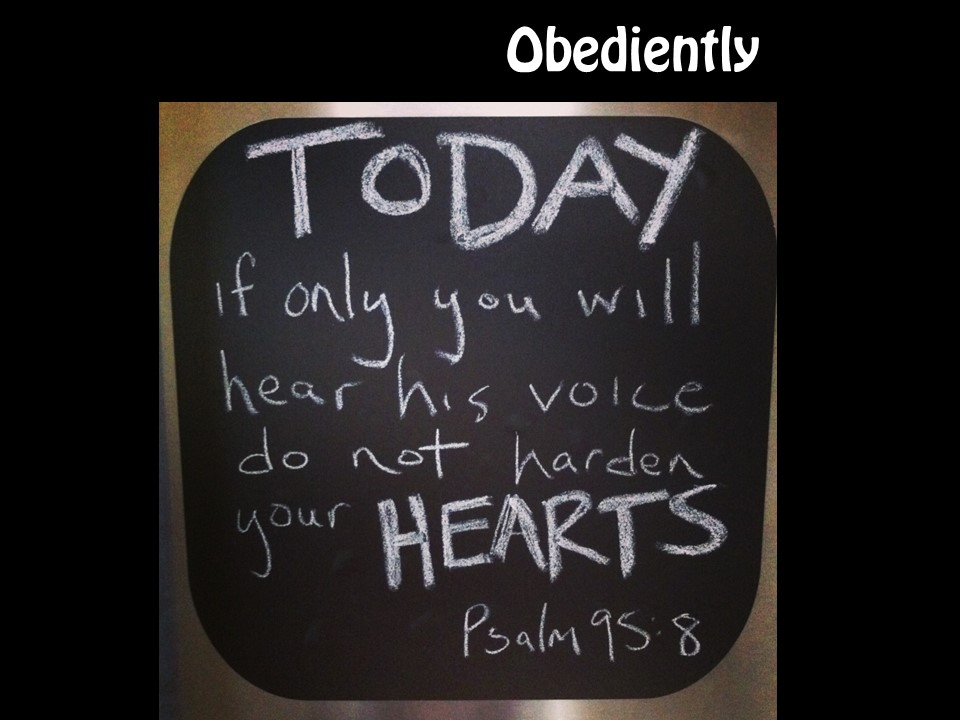 Obediently
TODAY
if only you will
hear his voice
do not harden
your HEARTS
Psalm 95:8